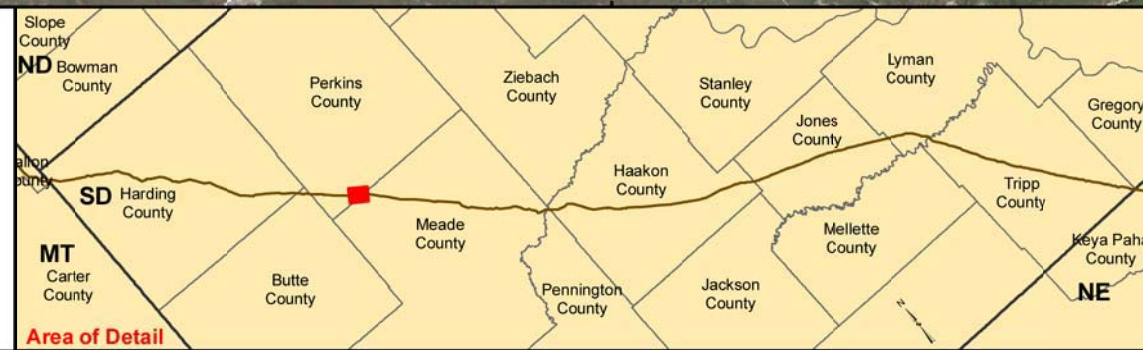 Slope
County
ND
Bowman
County
Perkins
County
Ziebach
County
Stanley
County
Lyman
County
Gregory
County
Jones
County
Haakon
County
SD
Harding
County
Meade
County
Tripp
County
Mellette
County
Keya Paha
County
MT
Carter
County
Butte
County
Pennington
County
Jackson
County
NE
N
Area of Detail